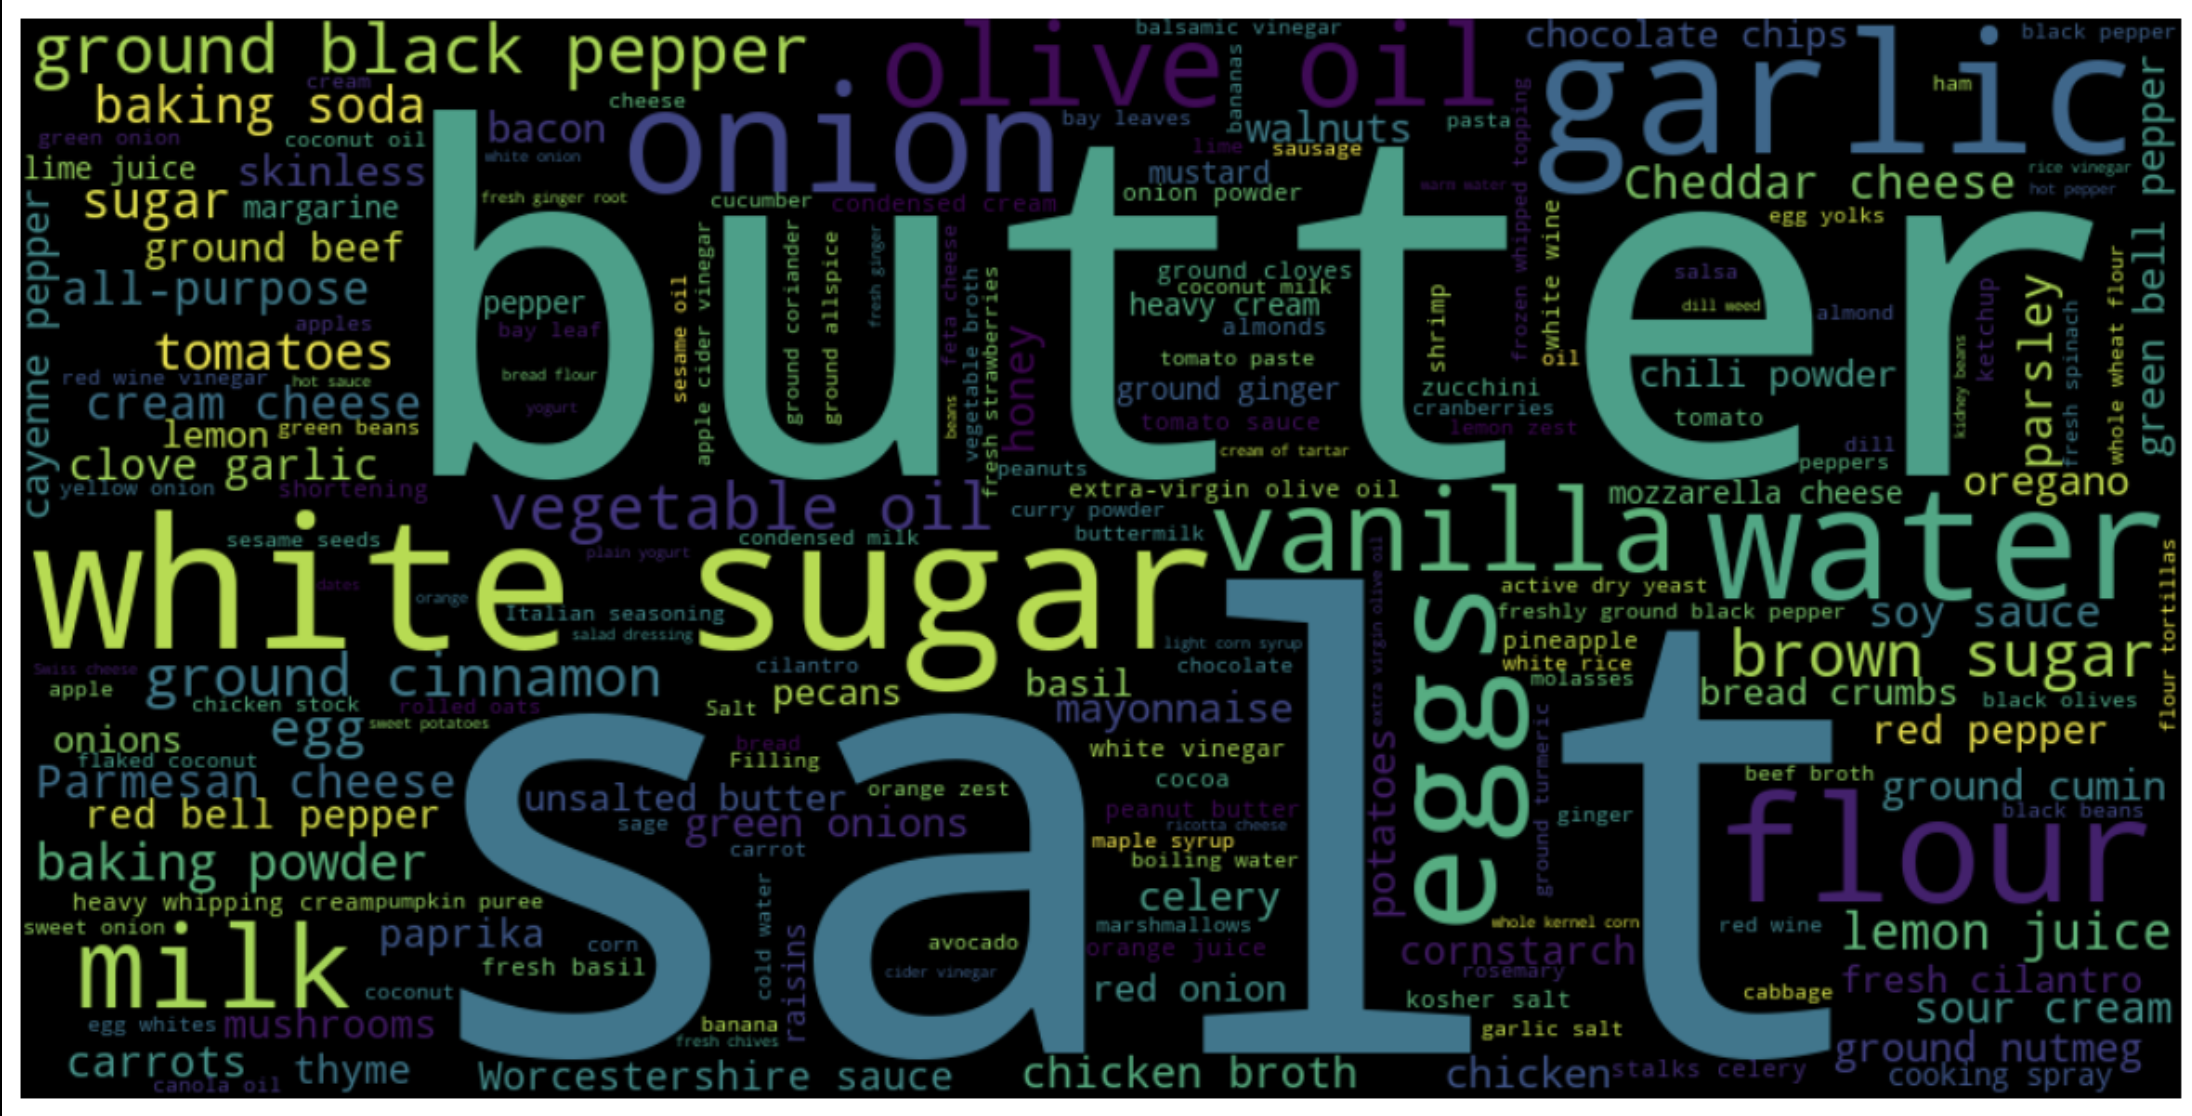 ground black pepper
olive oil
balsamic vinegar
chocolate chips
black pepper
garlic
cream
baking soda
cheese
bananas
ham
green onion
coconut oil
bacon
onion
bay leaves
walnuts
pasta
frozen whipped topping
green bell pepper
white onion
lime
sausage
lime juice
skinless
mustard
Cheddar cheese
rice vinegar
warm water
hot pepper
sugar
margarine
fresh ginger root
cucumber
condensed cream
onion powder
butter
egg yolks
cayenne pepper
ground beef
all-purpose
pepper
bay leaf
bread flour
yogurt
sesame oil
apple cider vinegar
ground coriander
ground allspice
fresh ginger
feta cheese
beans
vegetable broth
fresh strawberries
honey
ground cloves
coconut milk
heavy cream
almonds
tomato paste
ground ginger
tomato sauce
cream of tartar
shrimp
white wine
oil
zucchini
cranberries
lemon zest
salsa
dill weed
almond
chili powder
tomato
dill
peppers
kidney beans
ketchup
parsley
fresh spinach
whole wheat flour
apples
tomatoes
red wine vinegar
hot sauce
cream cheese
lemon
green beans
clove garlic
yellow onion
shortening
peanuts
vegetable oil
extra-virgin olive oil
mozzarella cheese
oregano
curry powder
vanilla
water
buttermilk
sesame seeds
plain yogurt
condensed milk
white sugar
dates
orange
Italian seasoning
salad dressing
extra virgin olive oil
active dry yeast
freshly ground black pepper
soy sauce
flour tortillas
light corn syrup
eggs
pineapple
white rice
molasses
brown sugar
Swiss cheese
apple
ground cinnamon
cilantro
chocolate
chicken stock
rolled oats
pecans
basil
bread crumbs
black olives
Salt
mayonnaise
egg
sweet potatoes
red pepper
onions
bread
white vinegar
salt
flaked coconut
Filling
Parmesan cheese
cocoa
potatoes
ground turmeric
beef broth
ground cumin
unsalted butter
orange zest
peanut butter
black beans
red bell pepper
sage
green onions
ricotta cheese
ginger
flour
maple syrup
baking powder
carrot
boiling water
heavy whipping cream
pumpkin puree
cold water
celery
sweet onion
milk
paprika
corn
raisins
avocado
marshmallows
whole kernel corn
red wine
lemon juice
fresh basil
cider vinegar
orange juice
cornstarch
rosemary
coconut
red onion
kosher salt
cabbage
fresh cilantro
sour cream
egg whites
mushrooms
banana
fresh chives
garlic salt
carrots
thyme
canola oil
Worcestershire sauce
chicken broth
chicken
stalks celery
ground nutmeg
cooking spray